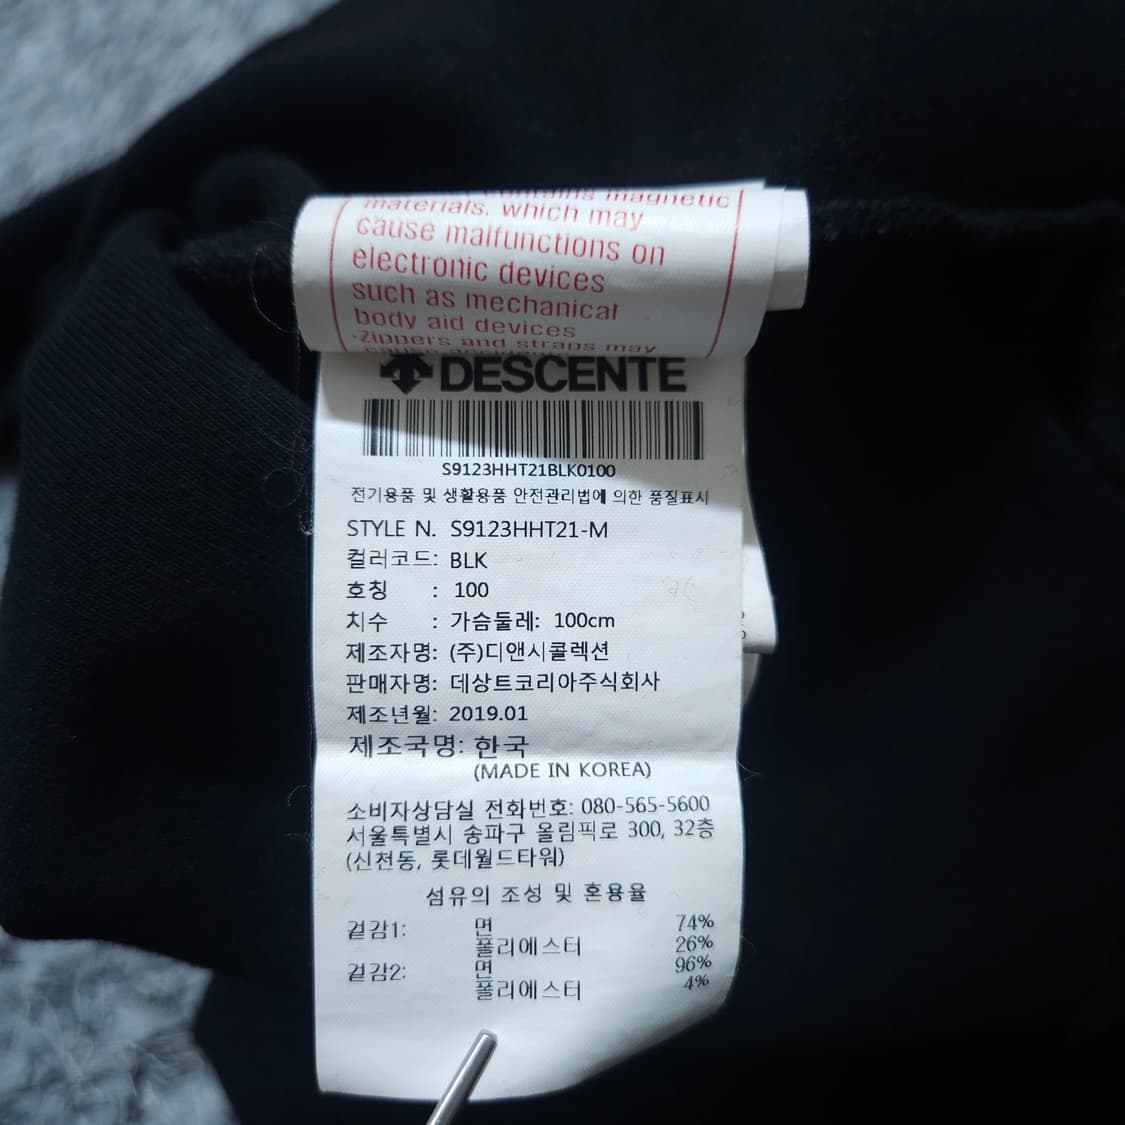 contains magnetic
materials. which may
cause malfunctions on
electronic devices
such as mechanical
body aid devices
·zippers and straps may
DESCENTE
S9123HHT21BLK0100
전기용품 및 생활용품 안전관리법에 의한 품질표시
STYLE N. S9123HHT21-M
컬러코드: BLK
호칭 : 100
치수 : 가슴둘레: 100cm
제조자명: (주)디앤시콜렉션
판매자명: 데상트코리아주식회사
제조년월: 2019.01
제조국명: 한국
(MADE IN KOREA)
소비자상담실 전화번호: 080-565-5600
서울특별시 송파구 올림픽로 300, 32층
(신천동, 롯데월드타워)
섬유의 조성 및 혼용율
겉감1: 면 74%
폴리에스터 26%
겉감2: 면 96%
폴리에스터 4%